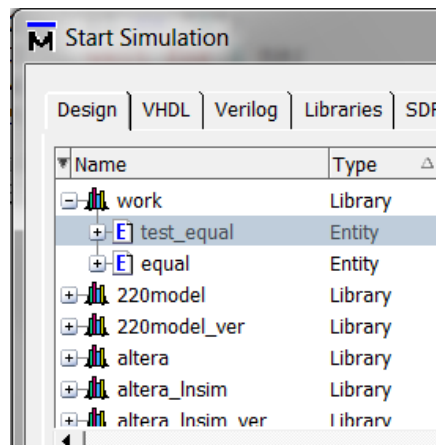 Start Simulation
Design VHDL Verilog Libraries SDF
Name Type
work Library
E test_equal Entity
E equal Entity
220model Library
220model_ver Library
altera Library
altera_lnsim Library
altera_lnsim_ver Library